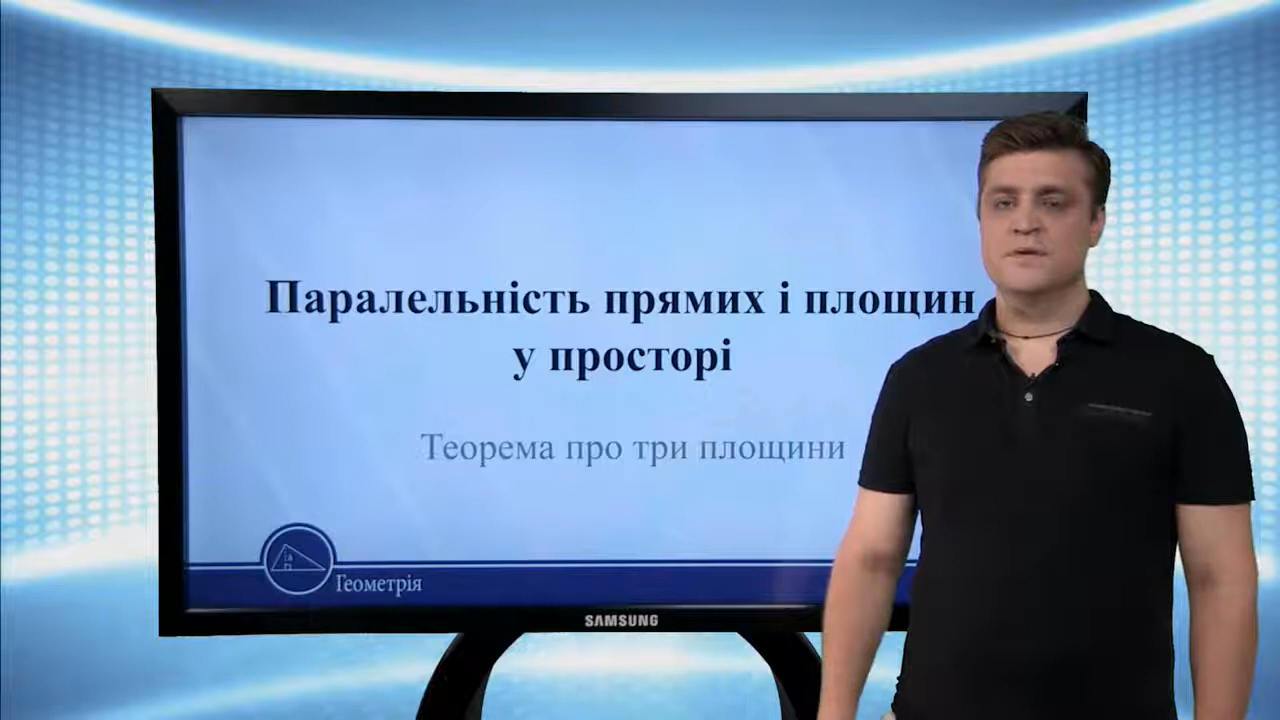 Паралельність прямих і площин
у просторі
Теорема про три площини
Геометрія
SAMSUNG